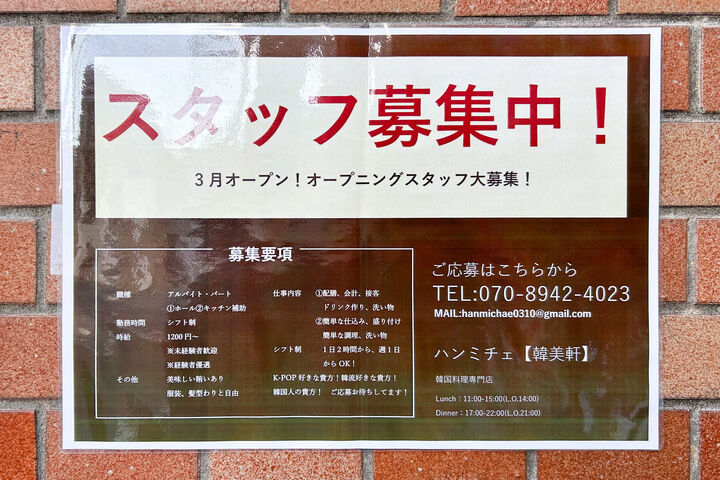 スタッフ募集中！
3月オープン！オープニングスタッフ大募集！
募集要項
職種 アルバイト・パート
①ホール②キッチン補助
勤務時間 シフト制
時給 1200円～
※未経験者歓迎
※経験者優遇
その他 美味しい賄いあり
服装、髪型わりと自由
仕事内容 ①配膳、会計、接客
ドリンク作り、洗い物
②簡単な仕込み、盛り付け
簡単な調理、洗い物
シフト制 1日2時間から、週1日
からOK！
K-POP好きな貴方！韓流好きな貴方！
韓国人の貴方！ ご応募お待ちしてます！
ご応募はこちらから
TEL:070-8942-4023
MAIL:hanmichae0310@gmail.com
ハンミチェ【韓美軒】
韓国料理専門店
Lunch：11:00-15:00(L.O.14:00)
Dinner：17:00-22:00(L.O.21:00)